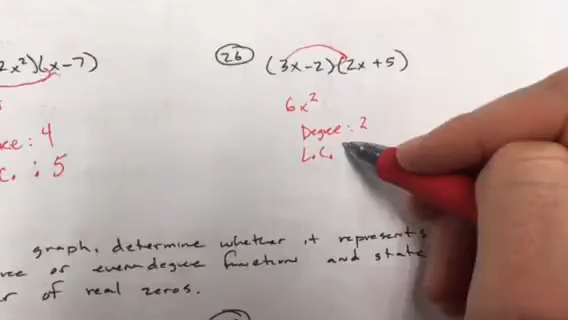 2x²)(x-7)
26 (3x-2)(2x+5)
6x²
ee : 4
Degree : 2
C. : 5
L.C.
graph, determine whether it represents
ree or even degree functions and state
r of real zeros.